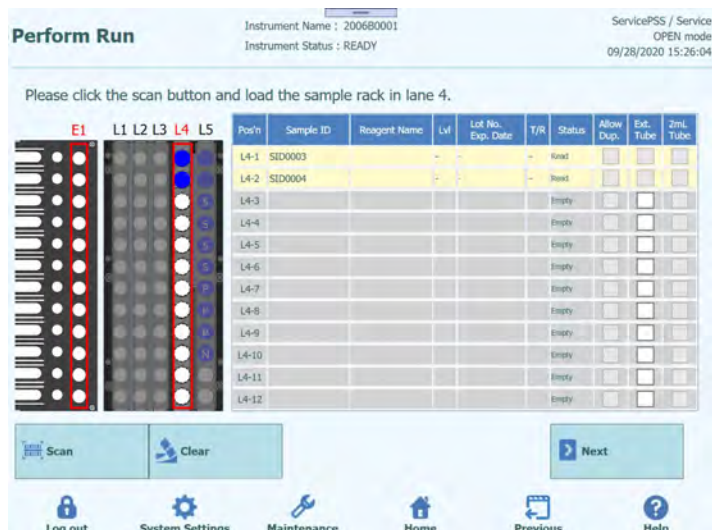 Perform Run
Instrument Name : 2006B0001
Instrument Status : READY
ServicePSS / Service
OPEN mode
09/28/2020 15:26:04
Please click the scan button and load the sample rack in lane 4.
E1 L1 L2 L3 L4 L5
Pos'n Sample ID Reagent Name Lvl Lot No. Exp. Date T/R Status Allow Dup. Ext. Tube 2mL Tube
L4-1 SID0003 - - - Read
L4-2 SID0004 - - - Read
L4-3 Empty
L4-4 Empty
L4-5 Empty
L4-6 Empty
L4-7 Empty
L4-8 Empty
L4-9 Empty
L4-10 Empty
L4-11 Empty
L4-12 Empty
Scan
Clear
Next
Log out
System Settings
Maintenance
Home
Previous
Help